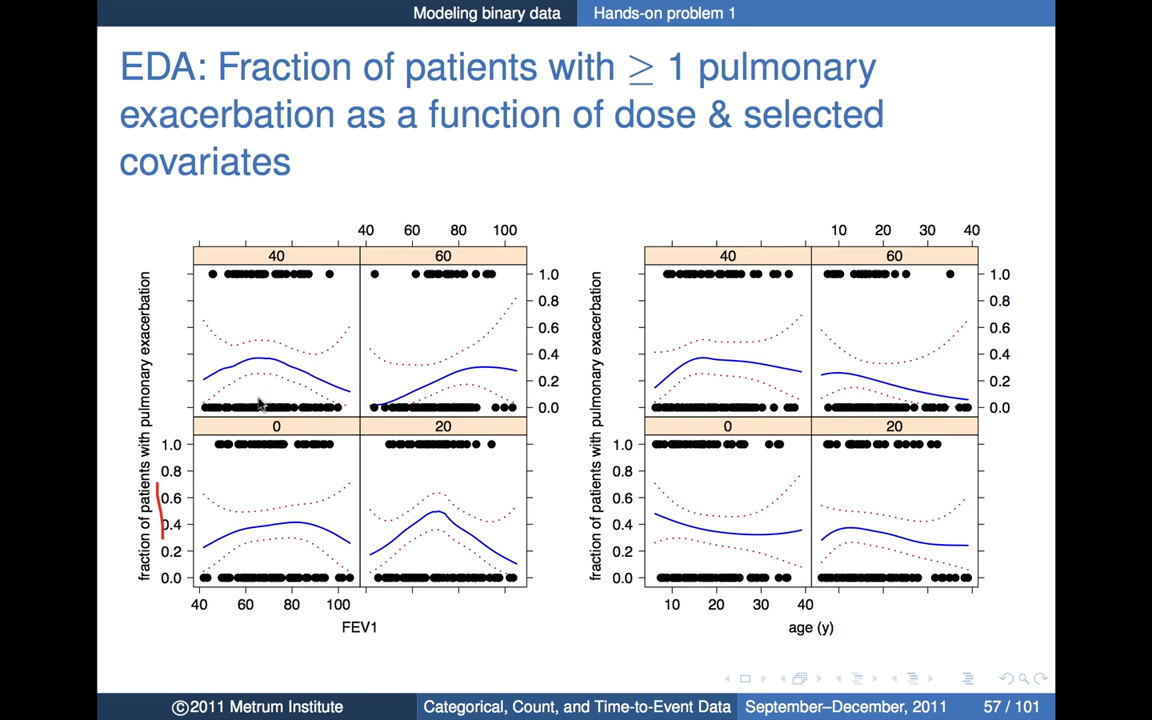 Modeling binary data Hands-on problem 1
EDA: Fraction of patients with ≥ 1 pulmonary
exacerbation as a function of dose & selected
covariates
40 60 80 100
40 60
fraction of patients with pulmonary exacerbation
1.0
0.8
0.6
0.4
0.2
0.0
0 20
1.0
0.8
0.6
0.4
0.2
0.0
40 60 80 100
FEV1
10 20 30 40
40 60
fraction of patients with pulmonary exacerbation
1.0
0.8
0.6
0.4
0.2
0.0
0 20
1.0
0.8
0.6
0.4
0.2
0.0
10 20 30 40
age (y)
©2011 Metrum Institute Categorical, Count, and Time-to-Event Data September–December, 2011 57 / 101